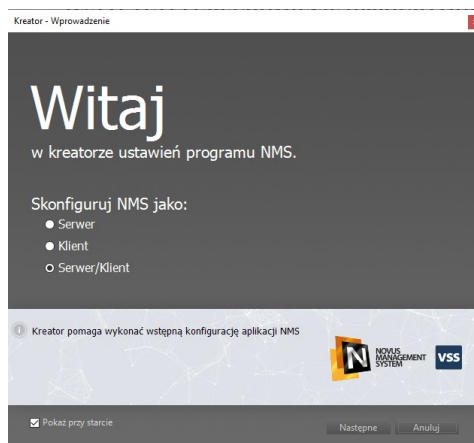 Kreator - Wprowadzenie
Witaj
w kreatorze ustawień programu NMS.
Skonfiguruj NMS jako:
Serwer
Klient
Serwer/Klient
Kreator pomaga wykonać wstępną konfigurację aplikacji NMS
N
NOVUS
MANAGEMENT
SYSTEM
VSS
Pokaż przy starcie
Następne
Anuluj